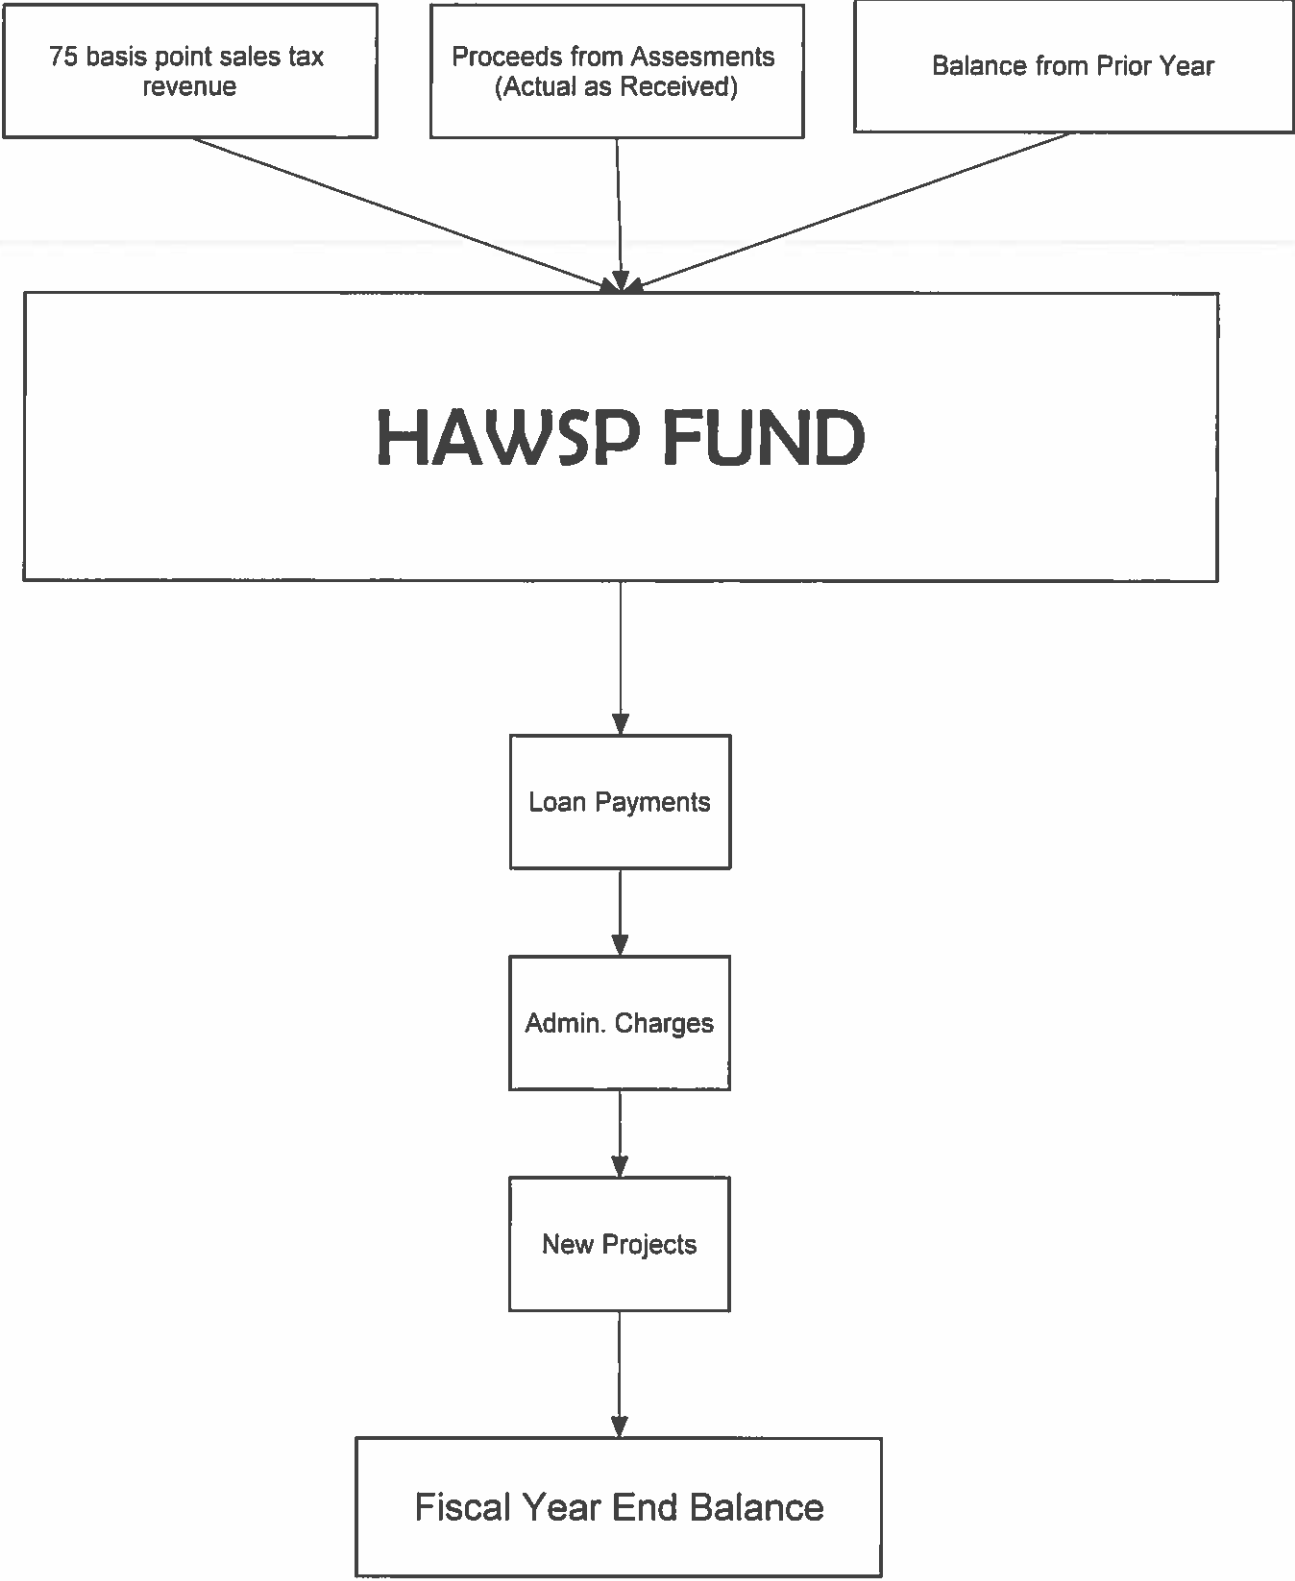 75 basis point sales tax
revenue
Proceeds from Assesments
(Actual as Received)
Balance from Prior Year
HAWSP FUND
Loan Payments
Admin. Charges
New Projects
Fiscal Year End Balance